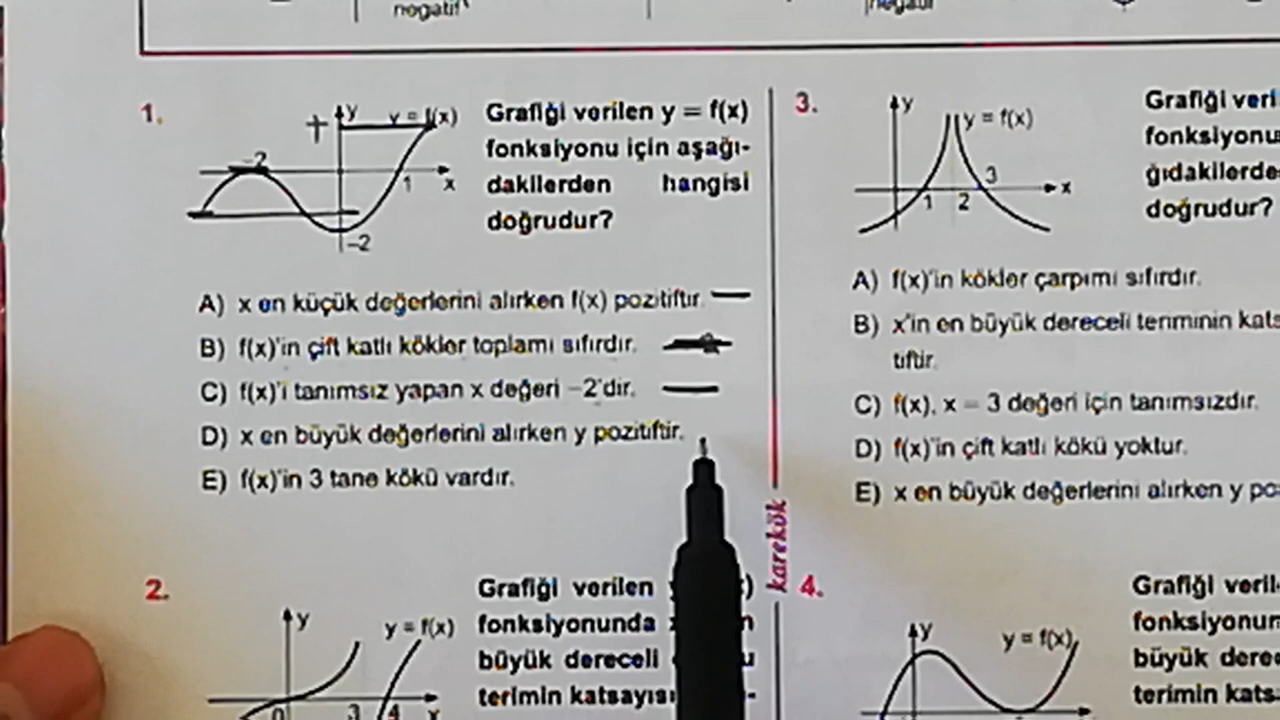 negatif
1.
y
y = f(x)
+
-2
1
x
-2
Grafiği verilen y = f(x)
fonksiyonu için aşağı-
dakilerden hangisi
doğrudur?
A) x en küçük değerlerini alırken f(x) pozitiftir.
B) f(x)'in çift katlı kökler toplamı sıfırdır.
C) f(x)'i tanımsız yapan x değeri -2'dir.
D) x en büyük değerlerini alırken y pozitiftir.
E) f(x)'in 3 tane kökü vardır.
2.
y
y = f(x)
0
3
4
x
Grafiği verilen
fonksiyonunda
büyük dereceli
terimin katsayısı
karekök
3.
y
y = f(x)
1
2
3
x
Grafiği veri
fonksiyonu
ğıdakilerde
doğrudur?
A) f(x)'in kökler çarpımı sıfırdır.
B) x'in en büyük dereceli teriminin kats
tiftir.
C) f(x), x = 3 değeri için tanımsızdır.
D) f(x)'in çift katlı kökü yoktur.
E) x en büyük değerlerini alırken y po
4.
y
y = f(x)
Grafiği veril
fonksiyonun
büyük dere
terimin kats